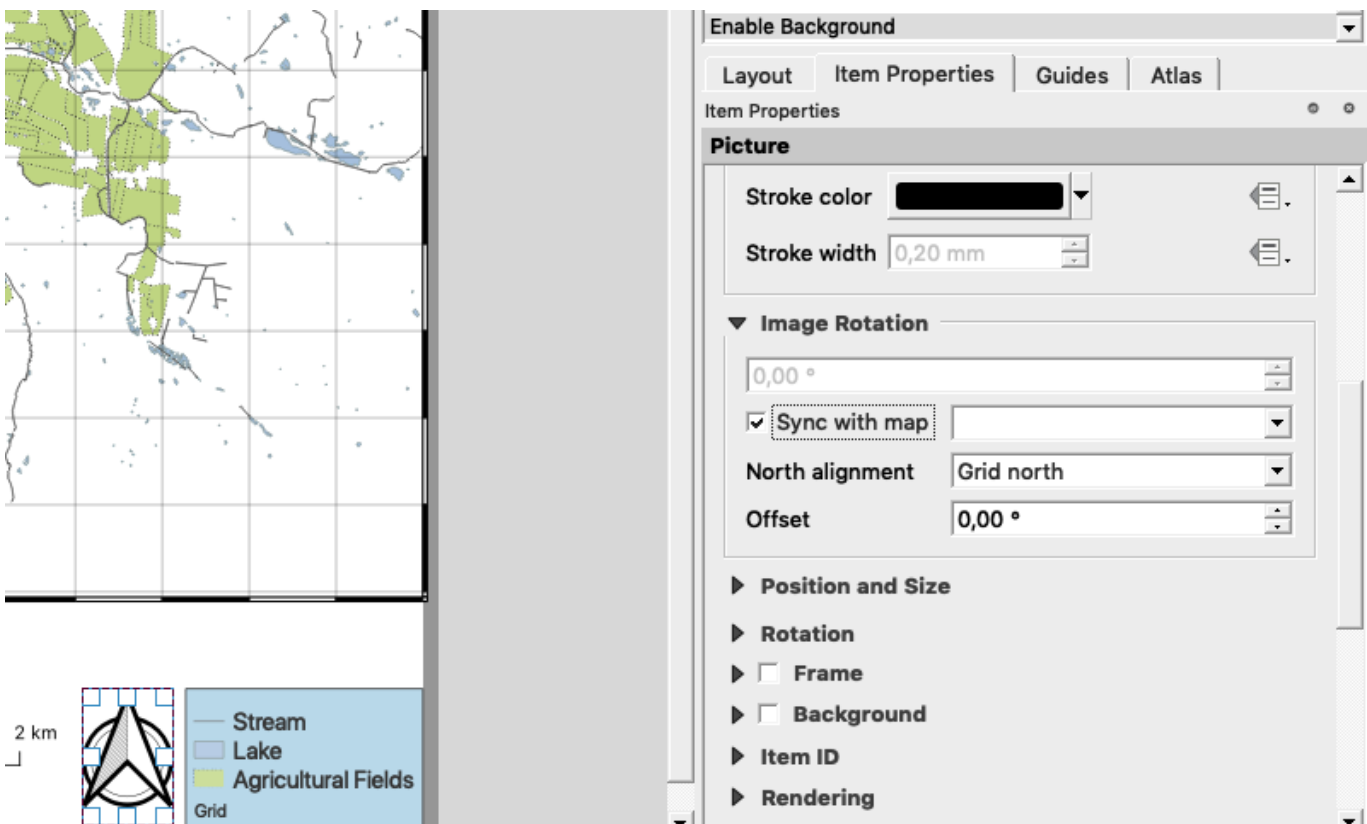 Enable Background
Layout Item Properties Guides Atlas
Item Properties
Picture
Stroke color
Stroke width 0,20 mm
Image Rotation
0,00 °
Sync with map
North alignment Grid north
Offset 0,00 °
Position and Size
Rotation
Frame
Background
Item ID
Rendering
2 km
Stream
Lake
Agricultural Fields
Grid